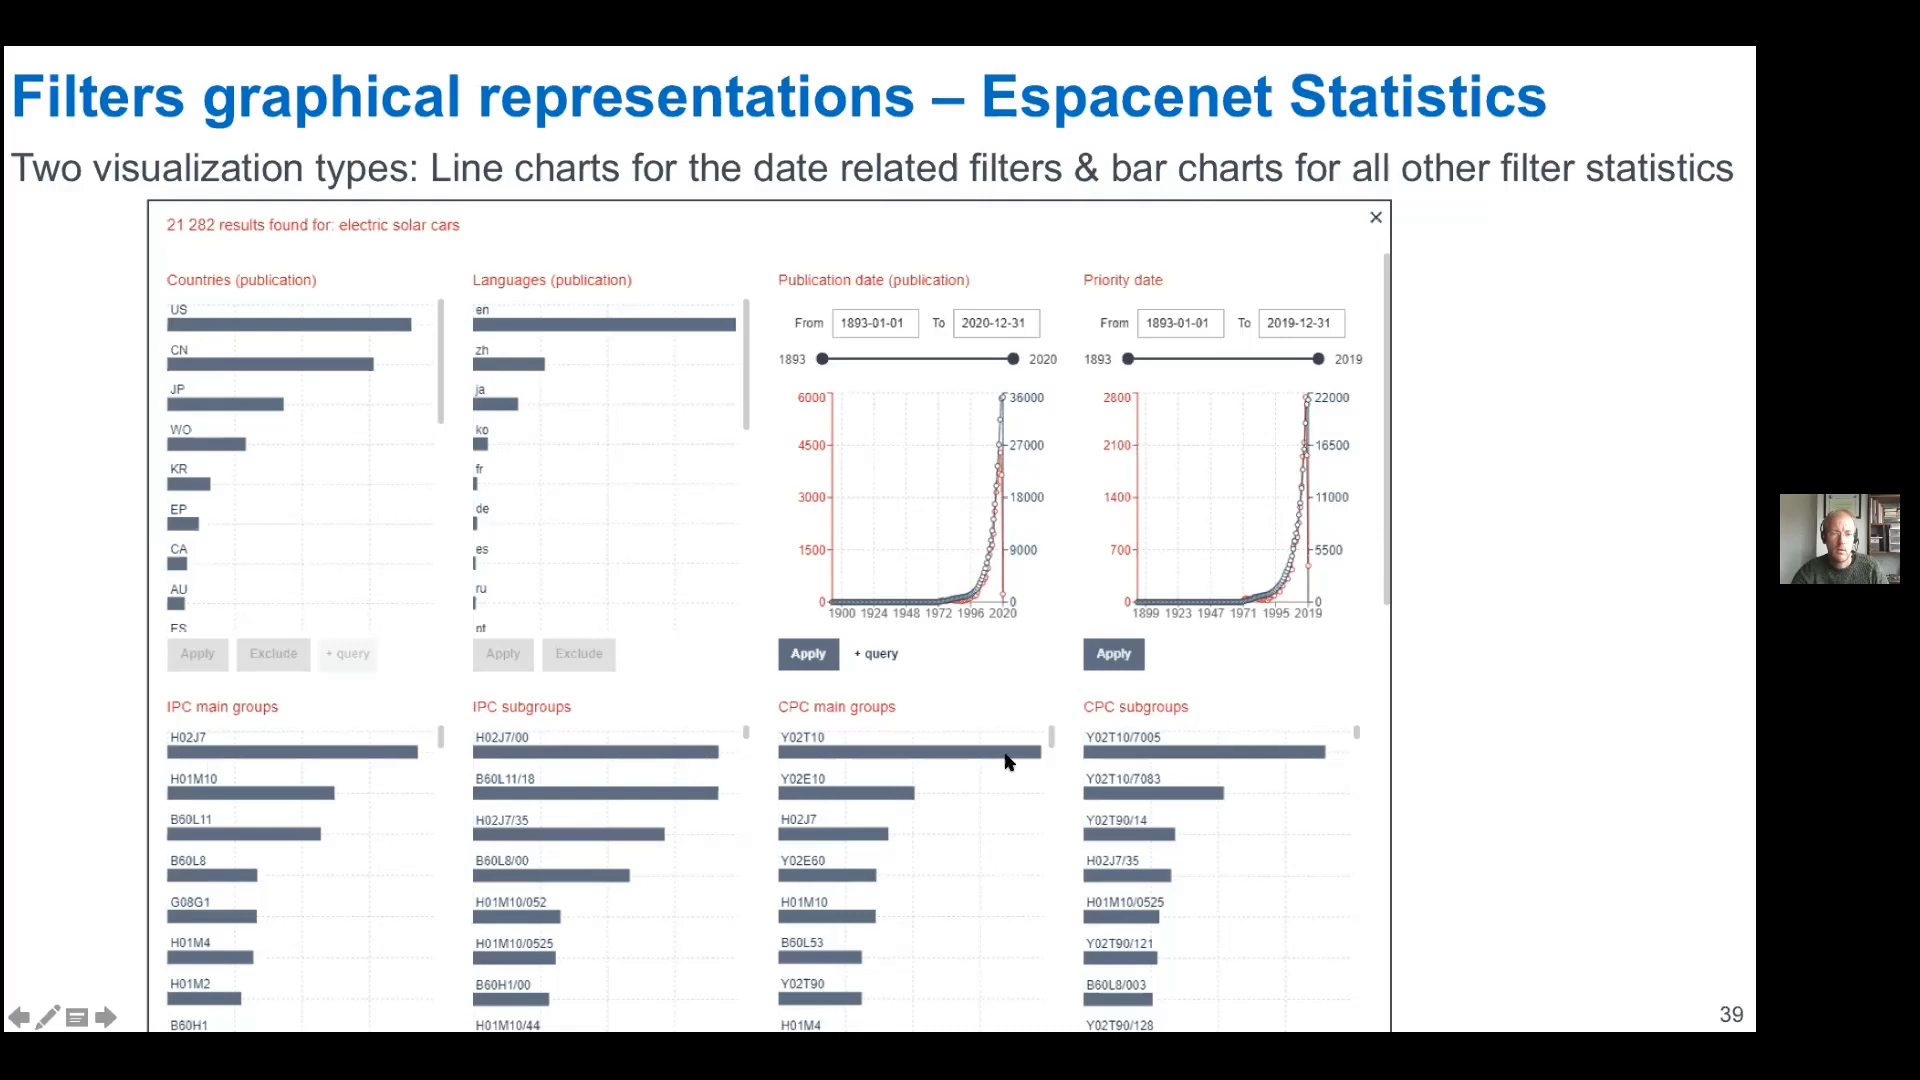 Filters graphical representations – Espacenet Statistics
Two visualization types: Line charts for the date related filters & bar charts for all other filter statistics
21 282 results found for: electric solar cars
×
Countries (publication)
US
CN
JP
WO
KR
EP
CA
AU
ES
Apply Exclude + query
Languages (publication)
en
zh
ja
ko
fr
de
es
ru
pt
Apply Exclude
Publication date (publication)
From 1893-01-01 To 2020-12-31
1893 2020
6000 36000
4500 27000
3000 18000
1500 9000
0 0
1900 1924 1948 1972 1996 2020
Apply + query
Priority date
From 1893-01-01 To 2019-12-31
1893 2019
2800 22000
2100 16500
1400 11000
700 5500
0 0
1899 1923 1947 1971 1995 2019
Apply
IPC main groups
H02J7
H01M10
B60L11
B60L8
G08G1
H01M4
H01M2
B60H1
IPC subgroups
H02J7/00
B60L11/18
H02J7/35
B60L8/00
H01M10/052
H01M10/0525
B60H1/00
H01M10/44
CPC main groups
Y02T10
Y02E10
H02J7
Y02E60
H01M10
B60L53
Y02T90
H01M4
CPC subgroups
Y02T10/7005
Y02T10/7083
Y02T90/14
H02J7/35
H01M10/0525
Y02T90/121
B60L8/003
Y02T90/128
39